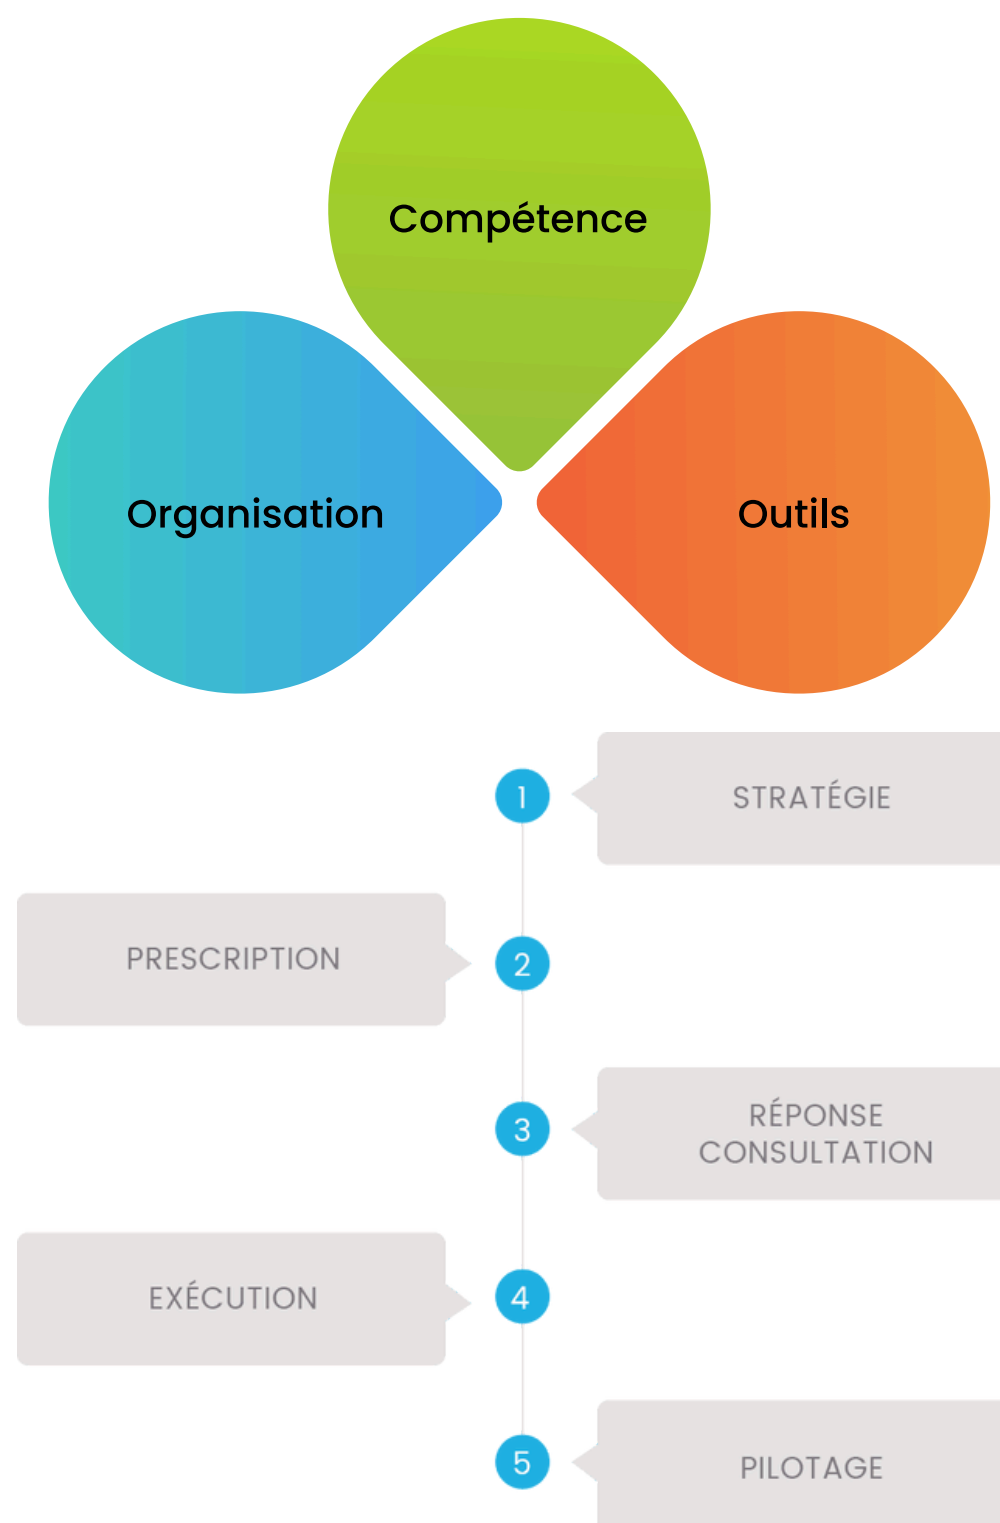 Compétence
Organisation
Outils
1
STRATÉGIE
PRESCRIPTION
2
3
RÉPONSE
CONSULTATION
EXÉCUTION
4
5
PILOTAGE